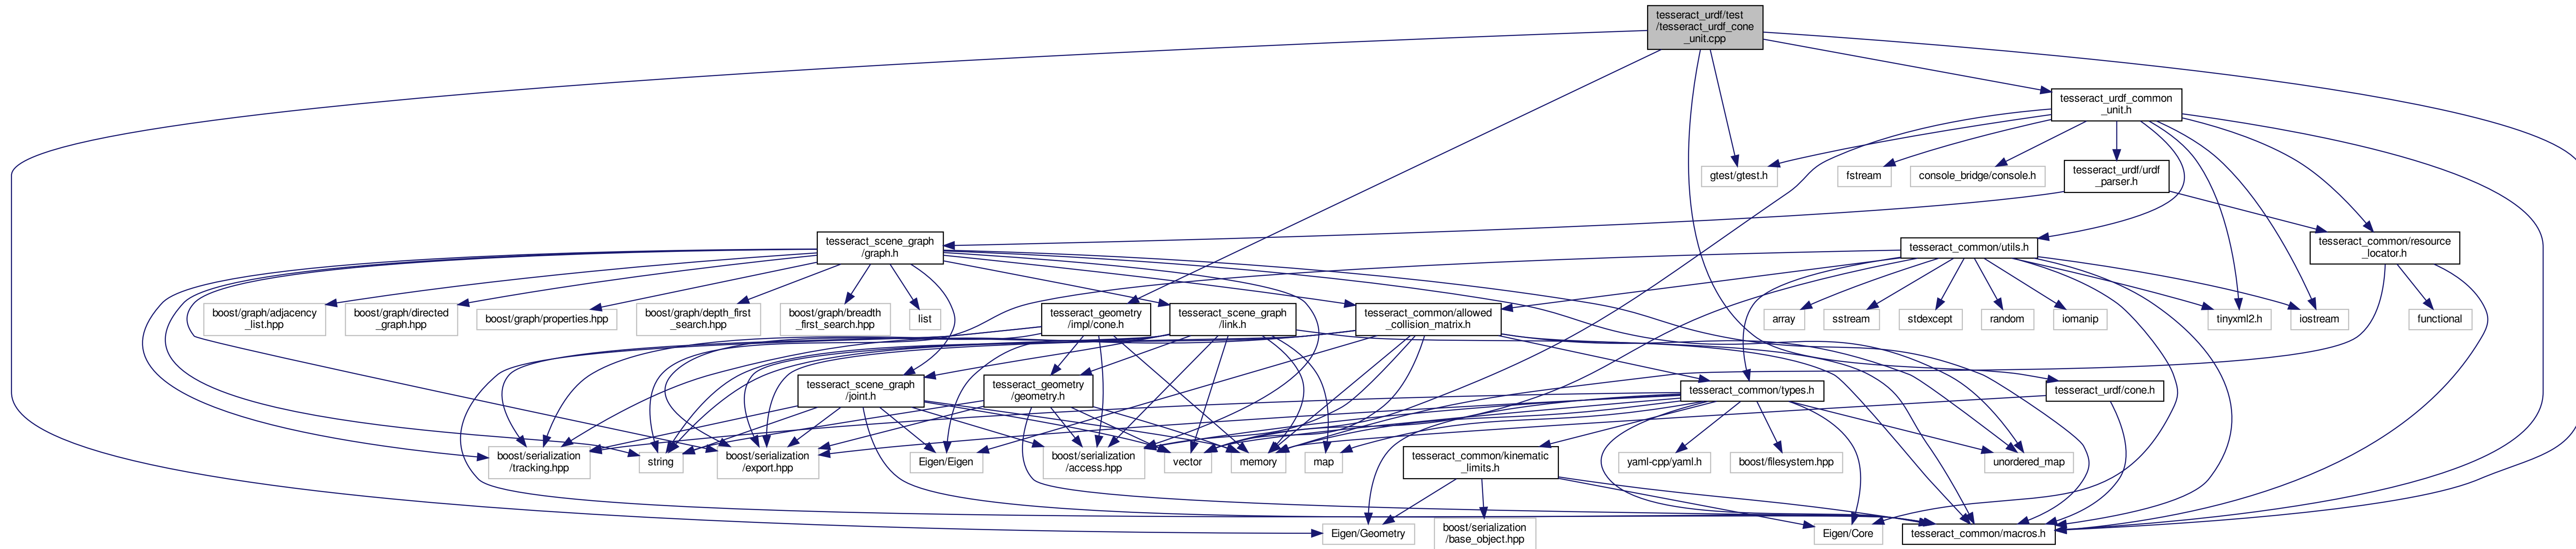 tesseract_urdf/test
/tesseract_urdf_cone
_unit.cpp
tesseract_urdf_common
_unit.h
gtest/gtest.h
fstream
console_bridge/console.h
tesseract_urdf/urdf
_parser.h
tesseract_scene_graph
/graph.h
tesseract_common/utils.h
tesseract_common/resource
_locator.h
boost/graph/adjacency
_list.hpp
boost/graph/directed
_graph.hpp
boost/graph/properties.hpp
boost/graph/depth_first
_search.hpp
boost/graph/breadth
_first_search.hpp
list
tesseract_geometry
/impl/cone.h
tesseract_scene_graph
/link.h
tesseract_common/allowed
_collision_matrix.h
array
sstream
stdexcept
random
iomanip
tinyxml2.h
iostream
functional
tesseract_scene_graph
/joint.h
tesseract_geometry
/geometry.h
tesseract_common/types.h
tesseract_urdf/cone.h
boost/serialization
/tracking.hpp
string
boost/serialization
/export.hpp
Eigen/Eigen
boost/serialization
/access.hpp
vector
memory
map
tesseract_common/kinematic
_limits.h
yaml-cpp/yaml.h
boost/filesystem.hpp
unordered_map
Eigen/Geometry
boost/serialization
/base_object.hpp
Eigen/Core
tesseract_common/macros.h